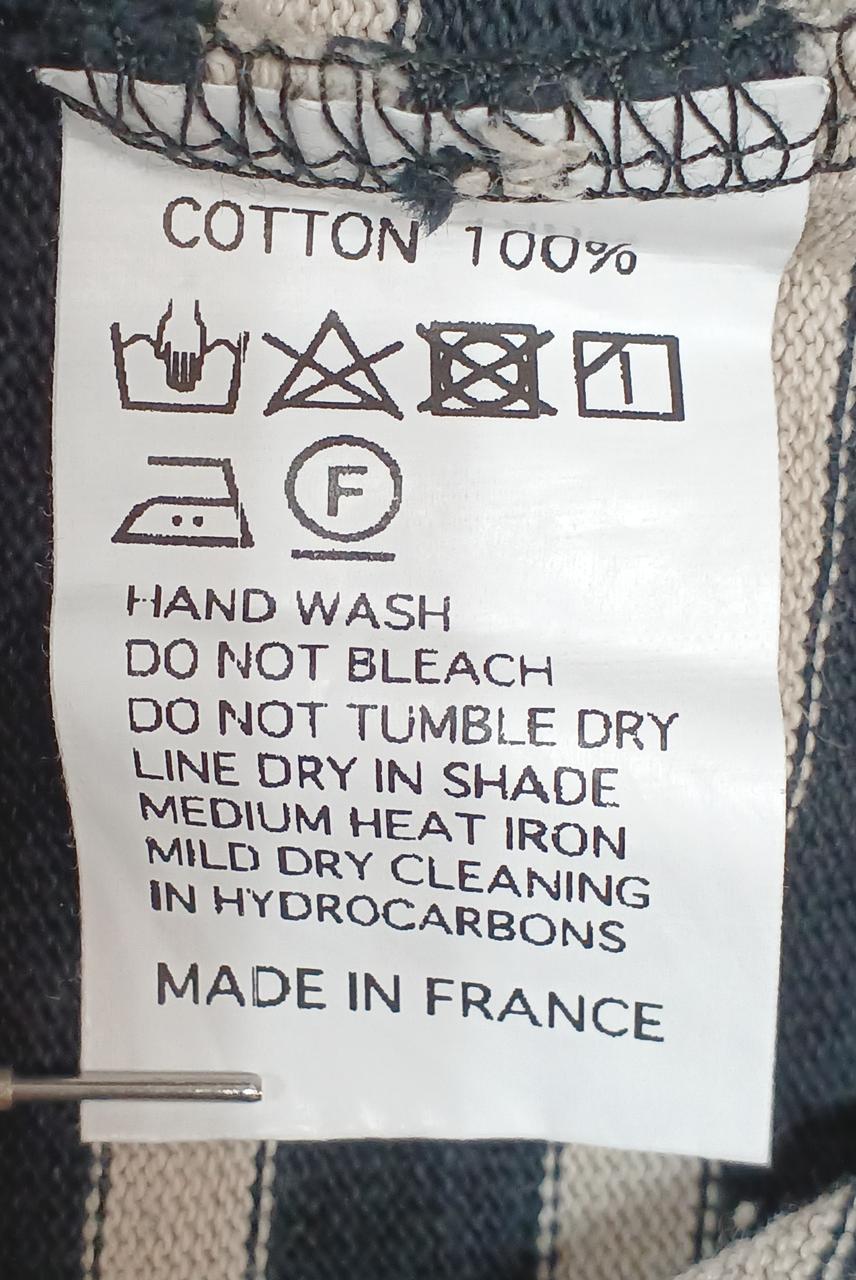 COTTON 100%
F
HAND WASH
DO NOT BLEACH
DO NOT TUMBLE DRY
LINE DRY IN SHADE
MEDIUM HEAT IRON
MILD DRY CLEANING
IN HYDROCARBONS
MADE IN FRANCE